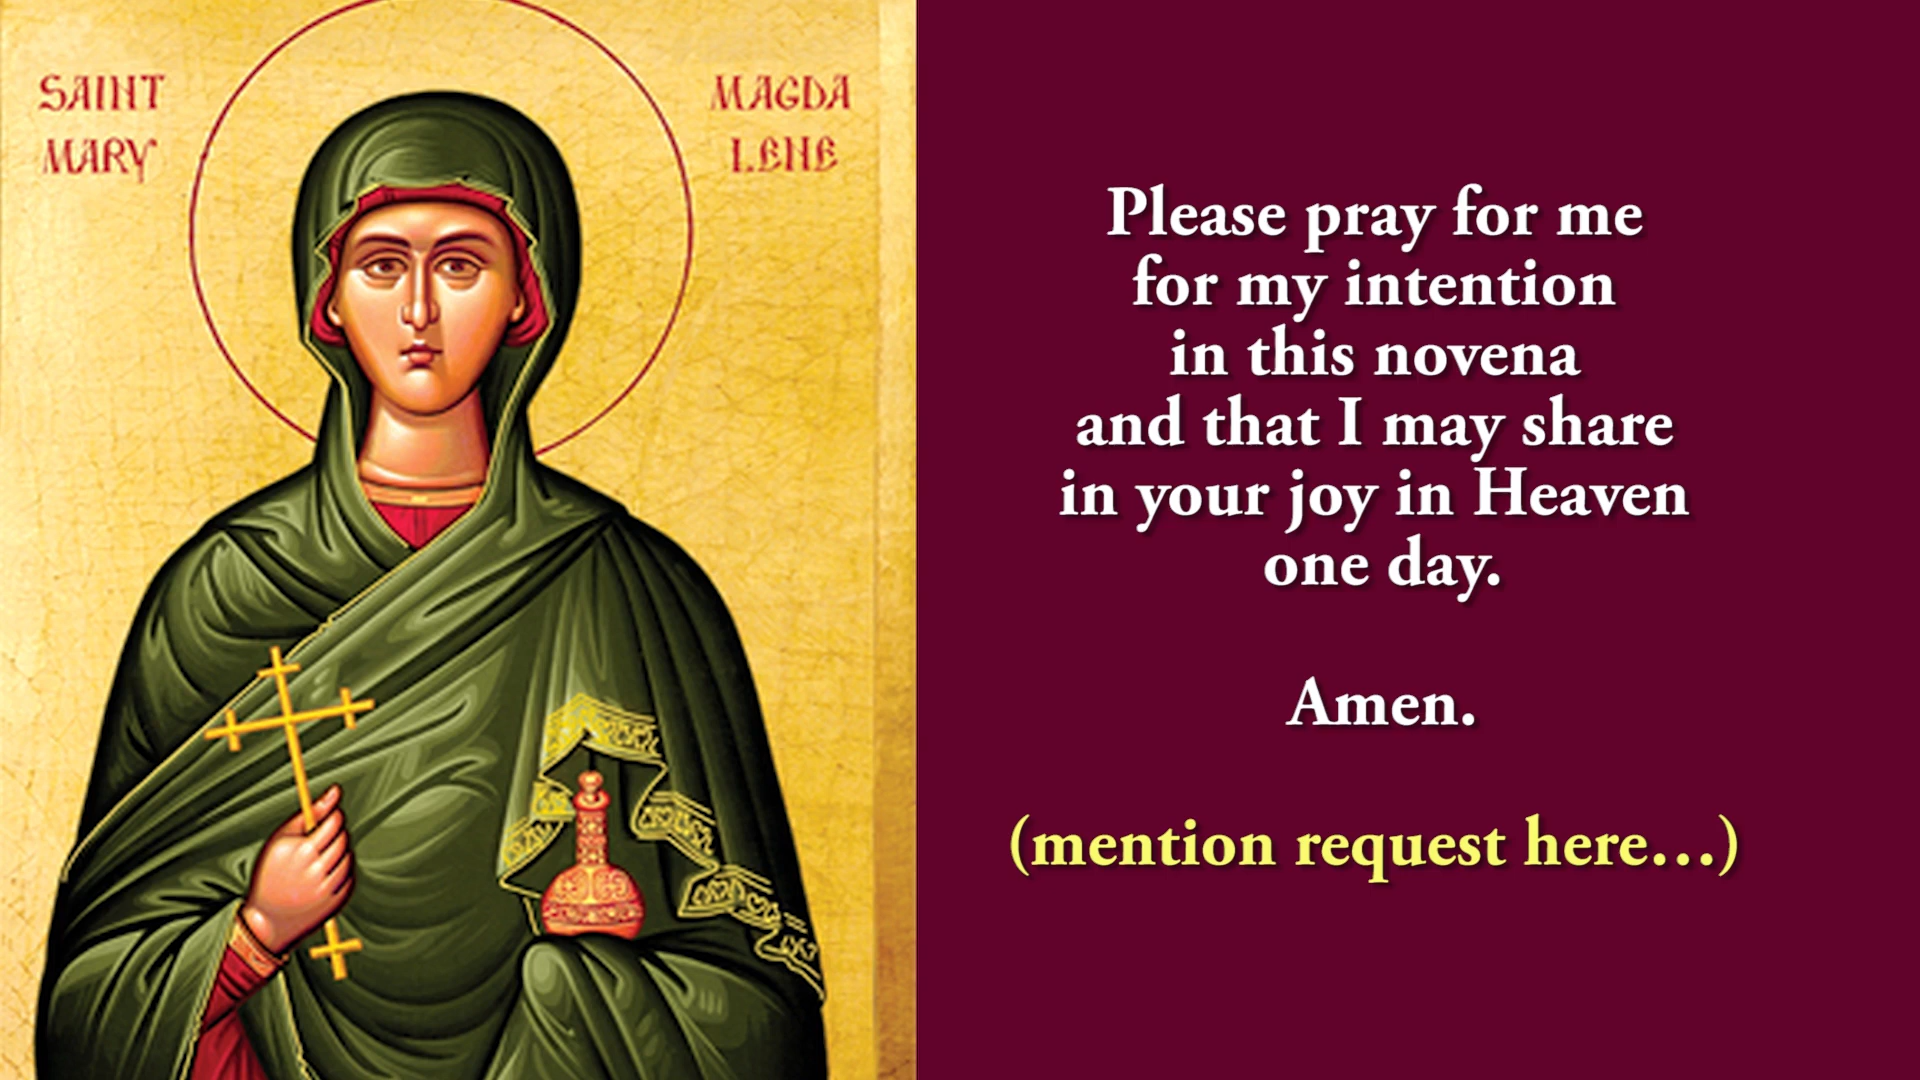 SAINT
MARY
MAGDA
LENE
Please pray for me
for my intention
in this novena
and that I may share
in your joy in Heaven
one day.
Amen.
(mention request here…)